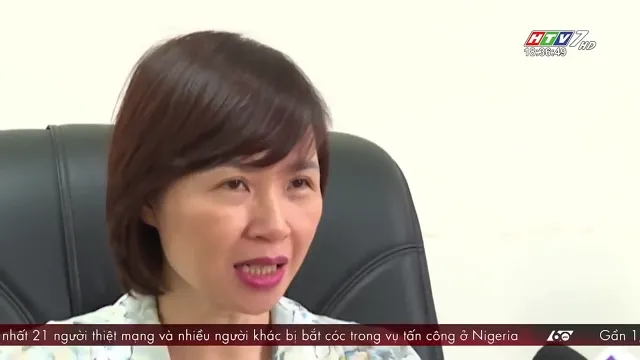 HTV7 HD
18:36:49
nhất 21 người thiệt mạng và nhiều người khác bị bắt cóc trong vụ tấn công ở Nigeria 60 Gần 1